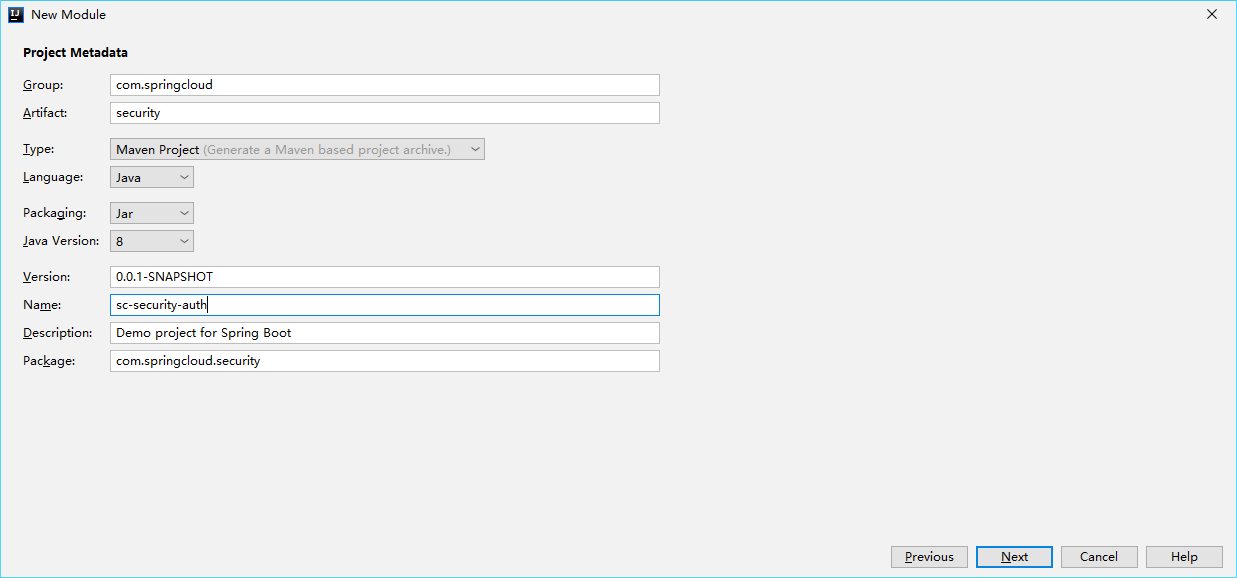 IJ New Module
Project Metadata
Group: com.springcloud
Artifact: security
Type: Maven Project (Generate a Maven based project archive.)
Language: Java
Packaging: Jar
Java Version: 8
Version: 0.0.1-SNAPSHOT
Name: sc-security-auth
Description: Demo project for Spring Boot
Package: com.springcloud.security
Previous Next Cancel Help